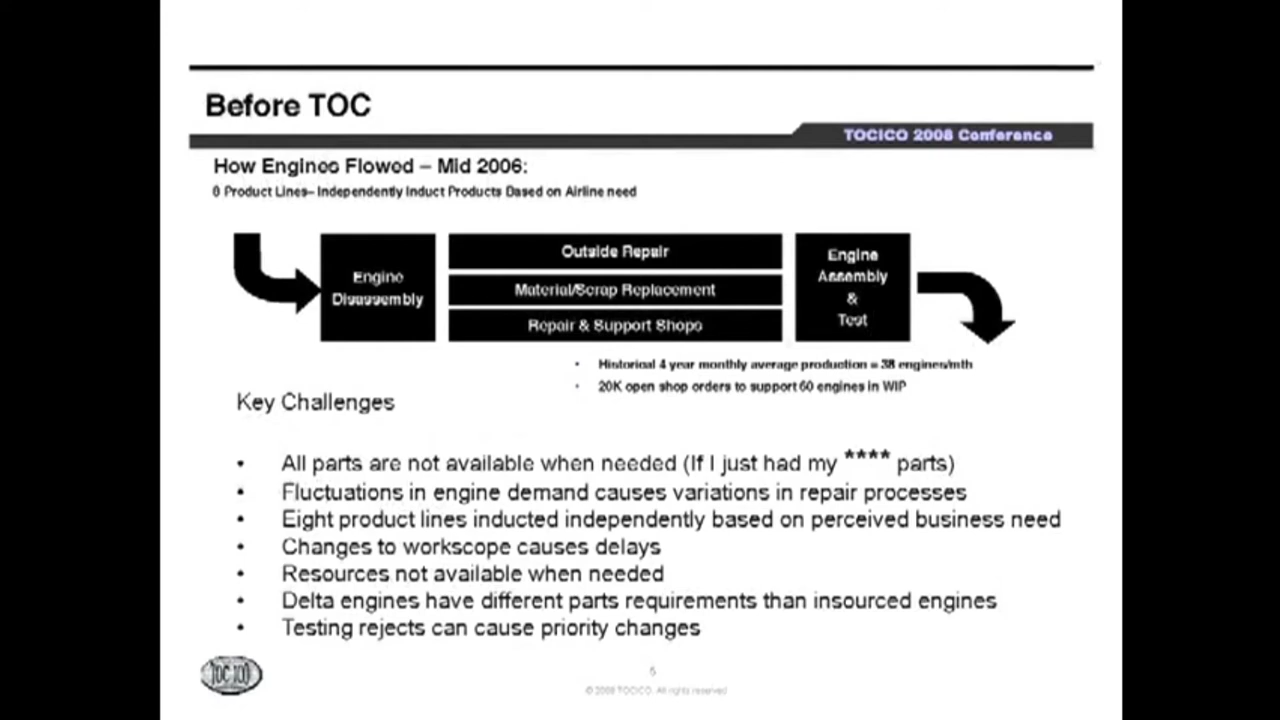 Before TOC
TOCICO 2008 Conference
How Engines Flowed – Mid 2006:
8 Product Lines– Independently Induct Products Based on Airline need
Engine
Disassembly
Outside Repair
Material/Scrap Replacement
Repair & Support Shops
Engine
Assembly
&
Test
• Historical 4 year monthly average production = 38 engines/mth
• 20K open shop orders to support 60 engines in WIP
Key Challenges
• All parts are not available when needed (If I just had my **** parts)
• Fluctuations in engine demand causes variations in repair processes
• Eight product lines inducted independently based on perceived business need
• Changes to workscope causes delays
• Resources not available when needed
• Delta engines have different parts requirements than insourced engines
• Testing rejects can cause priority changes
TOCICO
© 2008 TOCICO. All rights reserved